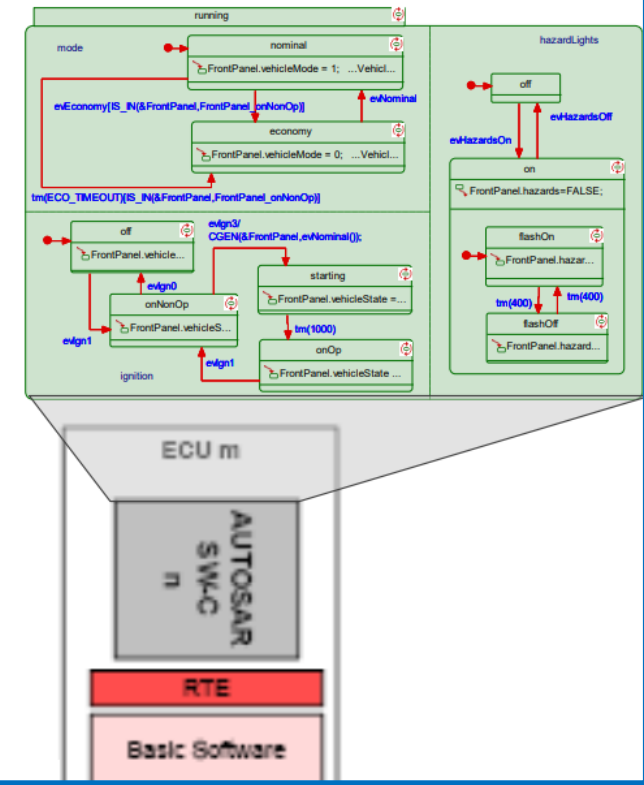 running
mode
nominal
FrontPanel.vehicleMode = 1; ...Vehicl...
evEconomy[IS_IN(&FrontPanel,FrontPanel_onNonOp)]
evNominal
economy
FrontPanel.vehicleMode = 0; ...Vehicl...
tm(ECO_TIMEOUT)[IS_IN(&FrontPanel,FrontPanel_onNonOp)]
hazardLights
off
evHazardsOff
evHazardsOn
on
FrontPanel.hazards=FALSE;
flashOn
FrontPanel.hazar...
tm(400)
tm(400)
flashOff
FrontPanel.hazard...
off
FrontPanel.vehicle...
evIgn3/
CGEN(&FrontPanel,evNominal());
evIgn0
starting
FrontPanel.vehicleState =...
onNonOp
FrontPanel.vehicleS...
tm(1000)
evIgn1
evIgn1
onOp
FrontPanel.vehicleState ...
ignition
ECU m
AUTOSAR
SW-C
n
RTE
Basic Software